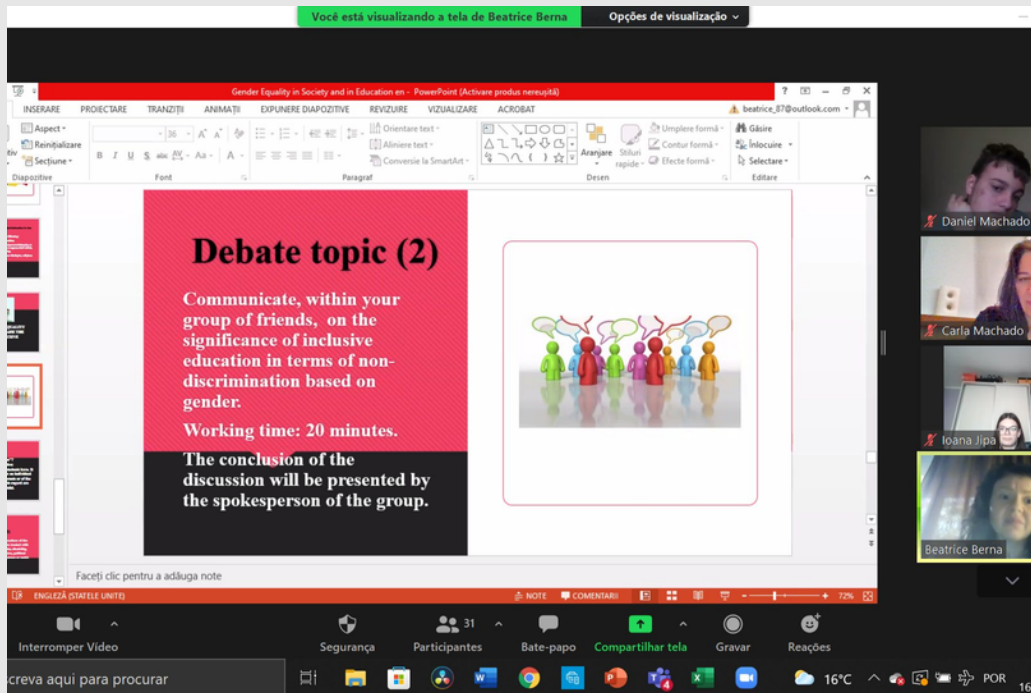 Você está visualizando a tela de Beatrice Berna
Opções de visualização
Gender Equality in Society and in Education en - PowerPoint (Activare produs nereușită)
INSERARE PROIECTARE TRANZIȚII ANIMAȚII EXPUNERE DIAPOZITIVE REVIZUIRE VIZUALIZARE ACROBAT
beatrice_87@outlook.com
Aspect
Reinițializare
Secțiune
Diapozitive
36
Font
Orientare text
Aliniere text
Conversie la SmartArt
Paragraf
Aranjare
Stiluri rapide
Umplere formă
Contur formă
Efecte formă
Desen
Găsire
Înlocuire
Selectare
Editare
Debate topic (2)
Communicate, within your
group of friends, on the
significance of inclusive
education in terms of non-
discrimination based on
gender.
Working time: 20 minutes.
The conclusion of the
discussion will be presented by
the spokesperson of the group.
Daniel Machado
Carla Machado
Ioana Jipa
Beatrice Berna
Faceți clic pentru a adăuga note
ENGLEZĂ (STATELE UNITE)
NOTE
COMENTARII
72%
Interromper Vídeo
Segurança
31
Participantes
Bate-papo
Compartilhar tela
Gravar
Reações
screva aqui para procurar
16°C
POR